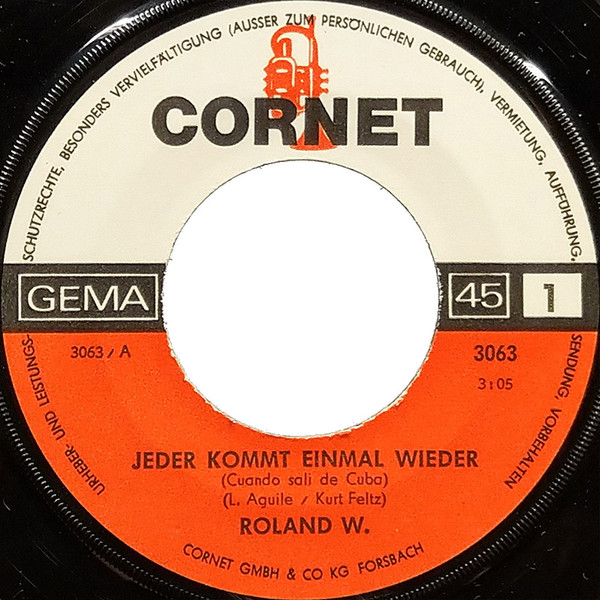 URHEBER- UND LEISTUNGS-SCHUTZRECHTE, BESONDERS VERVIELFÄLTIGUNG (AUSSER ZUM PERSÖNLICHEN GEBRAUCH), VERMIETUNG, AUFFÜHRUNG, SENDUNG, VORBEHALTEN
CORNET
GEMA
45
1
3063 / A
3063
3:05
JEDER KOMMT EINMAL WIEDER
(Cuando sali de Cuba)
(L. Aguile / Kurt Feltz)
ROLAND W.
CORNET GMBH & CO KG FORSBACH